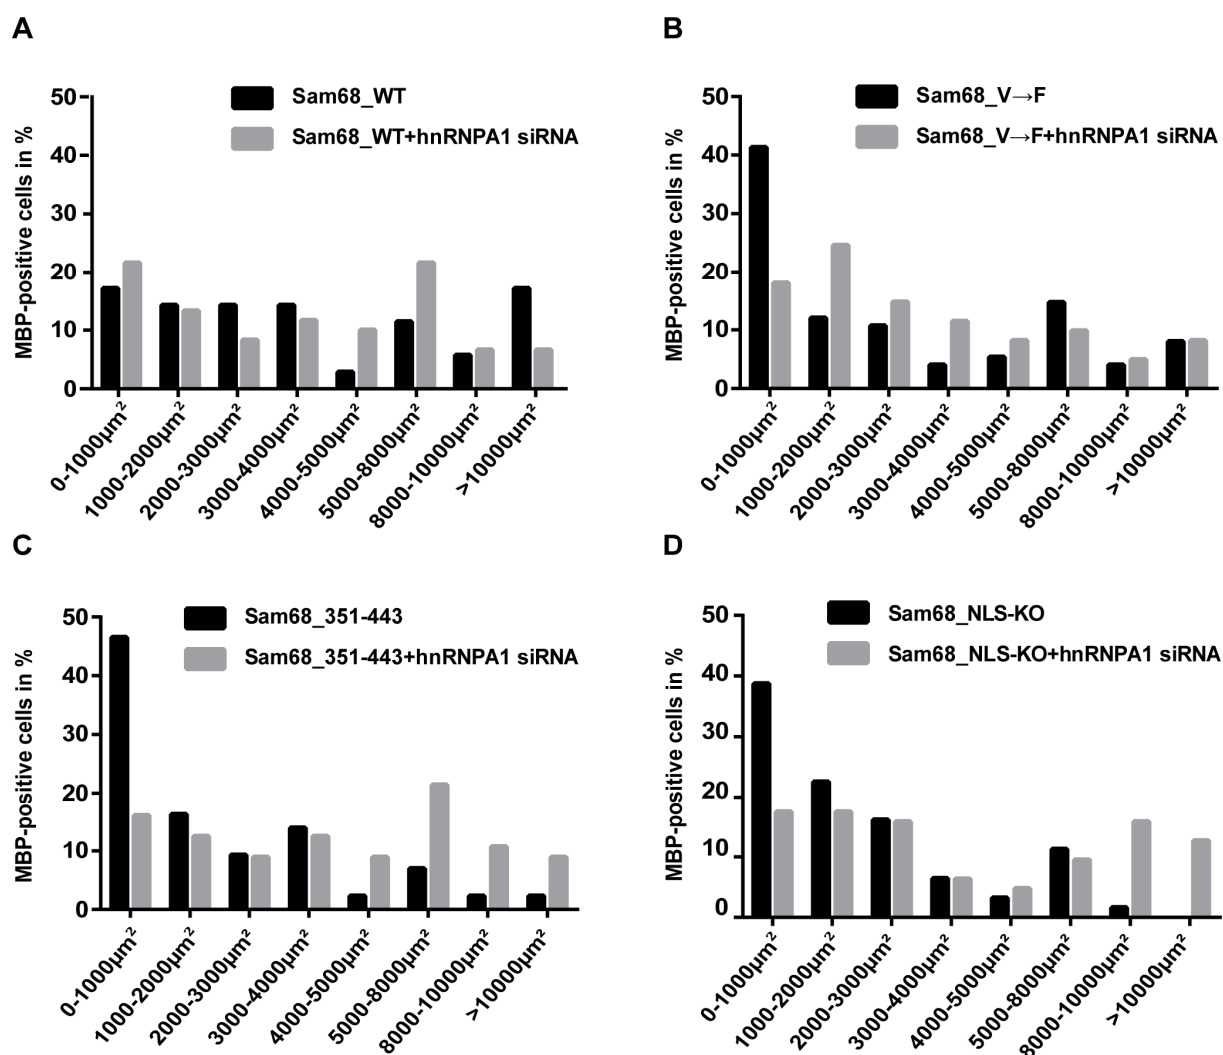 A
Sam68_WT
Sam68_WT+hnRNPA1 siRNA
MBP-positive cells in %
50
40
30
20
10
0
0-1000µm²
1000-2000µm²
2000-3000µm²
3000-4000µm²
4000-5000µm²
5000-8000µm²
8000-10000µm²
>10000µm²
B
Sam68_V→F
Sam68_V→F+hnRNPA1 siRNA
MBP-positive cells in %
50
40
30
20
10
0
0-1000µm²
1000-2000µm²
2000-3000µm²
3000-4000µm²
4000-5000µm²
5000-8000µm²
8000-10000µm²
>10000µm²
C
Sam68_351-443
Sam68_351-443+hnRNPA1 siRNA
MBP-positive cells in %
50
40
30
20
10
0
0-1000µm²
1000-2000µm²
2000-3000µm²
3000-4000µm²
4000-5000µm²
5000-8000µm²
8000-10000µm²
>10000µm²
D
Sam68_NLS-KO
Sam68_NLS-KO+hnRNPA1 siRNA
MBP-positive cells in %
50
40
30
20
10
0
0-1000µm²
1000-2000µm²
2000-3000µm²
3000-4000µm²
4000-5000µm²
5000-8000µm²
8000-10000µm²
>10000µm²